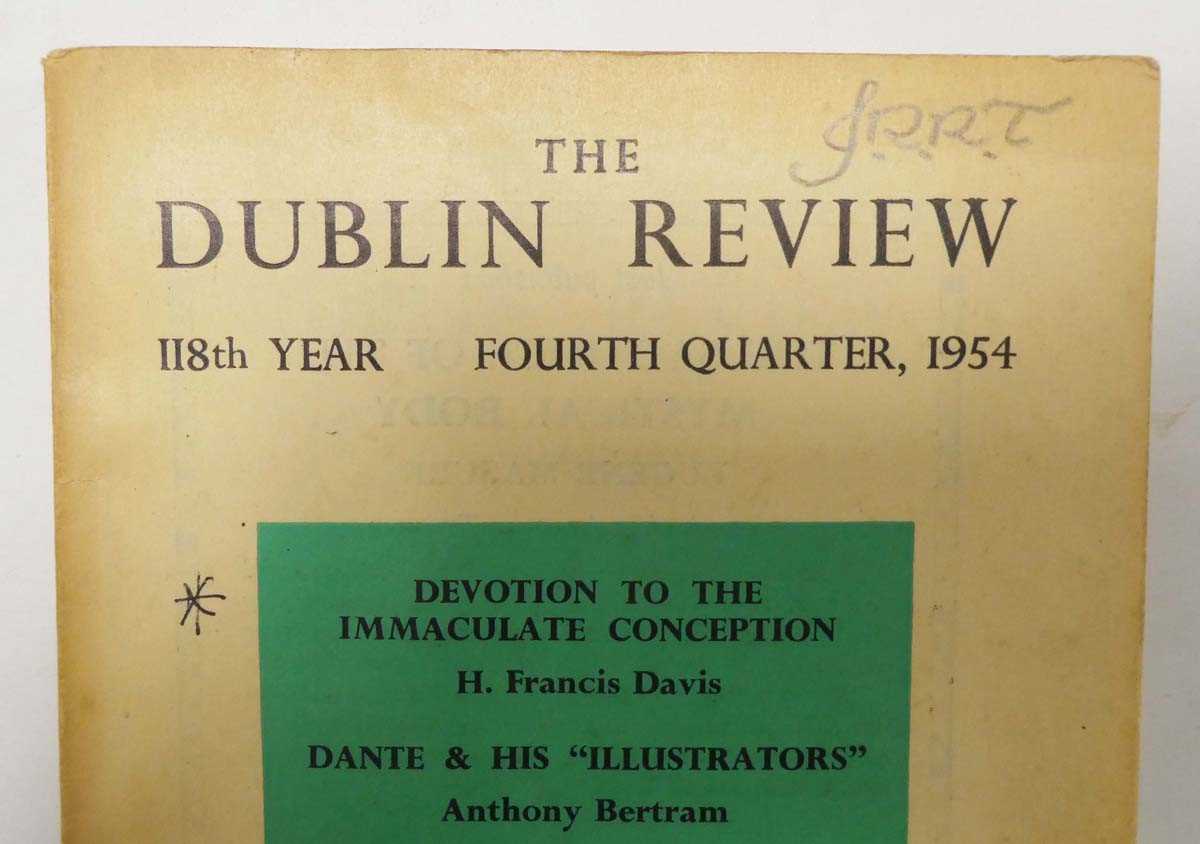 J.R.R.T
THE
DUBLIN REVIEW
118th YEAR FOURTH QUARTER, 1954
DEVOTION TO THE
IMMACULATE CONCEPTION
H. Francis Davis
DANTE & HIS “ILLUSTRATORS”
Anthony Bertram